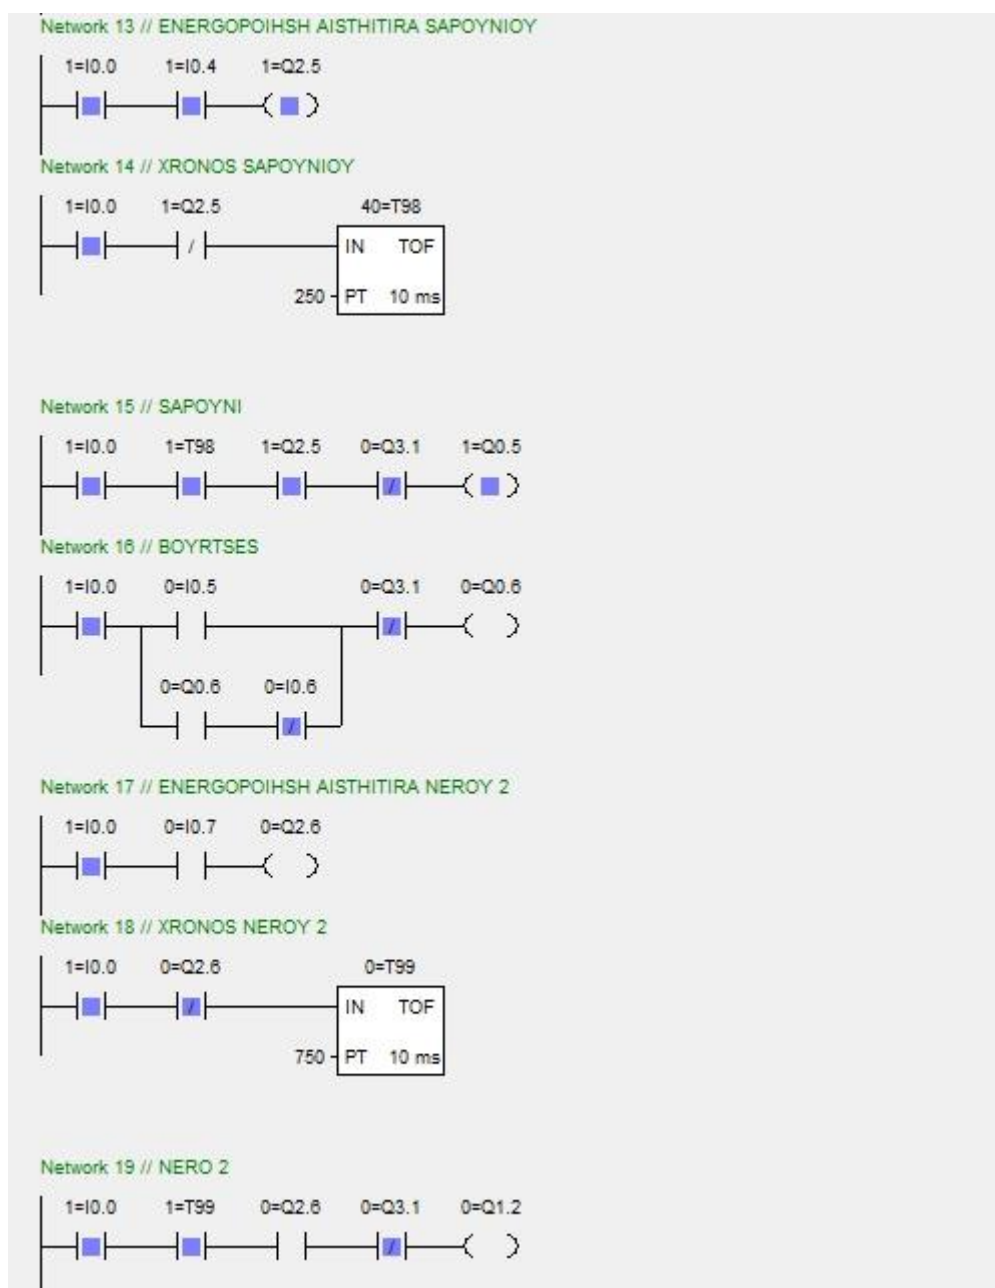 Network 13 // ENERGOPOIHSH AISTHITIRA SAPOYNIOY
1=I0.0 1=I0.4 1=Q2.5
Network 14 // XRONOS SAPOYNIOY
1=I0.0 1=Q2.5 40=T98
/ IN TOF
250 PT 10 ms
Network 15 // SAPOYNI
1=I0.0 1=T98 1=Q2.5 0=Q3.1 1=Q0.5
/
Network 16 // BOYRTSES
1=I0.0 0=I0.5 0=Q3.1 0=Q0.6
/
0=Q0.6 0=I0.6
/
Network 17 // ENERGOPOIHSH AISTHITIRA NEROY 2
1=I0.0 0=I0.7 0=Q2.6
Network 18 // XRONOS NEROY 2
1=I0.0 0=Q2.6 0=T99
/ IN TOF
750 PT 10 ms
Network 19 // NERO 2
1=I0.0 1=T99 0=Q2.6 0=Q3.1 0=Q1.2
/